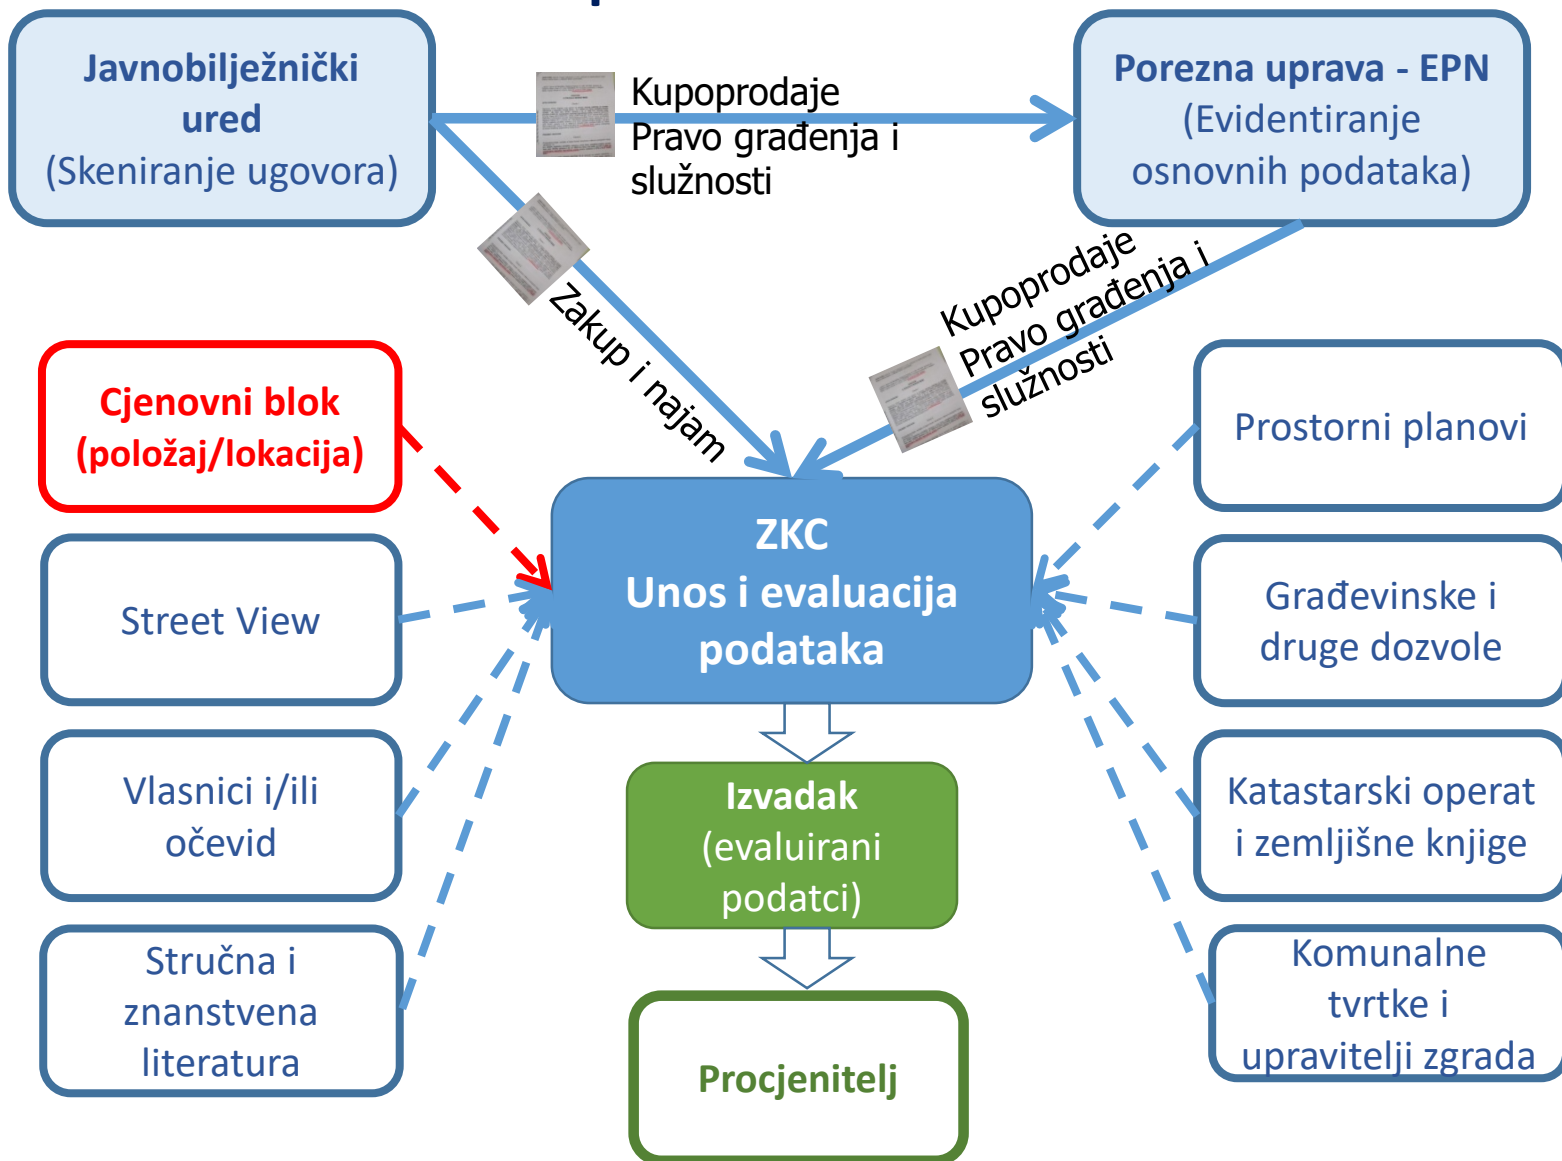 Javnobilježnički
ured
(Skeniranje ugovora)
Kupoprodaje
Pravo građenja i
služnosti
Porezna uprava - EPN
(Evidentiranje
osnovnih podataka)
Zakup i najam
Kupoprodaje
Pravo građenja i
služnosti
Cjenovni blok
(položaj/lokacija)
Street View
Vlasnici i/ili
očevid
Stručna i
znanstvena
literatura
ZKC
Unos i evaluacija
podataka
Izvadak
(evaluirani
podatci)
Procjenitelj
Prostorni planovi
Građevinske i
druge dozvole
Katastarski operat
i zemljišne knjige
Komunalne
tvrtke i
upravitelji zgrada